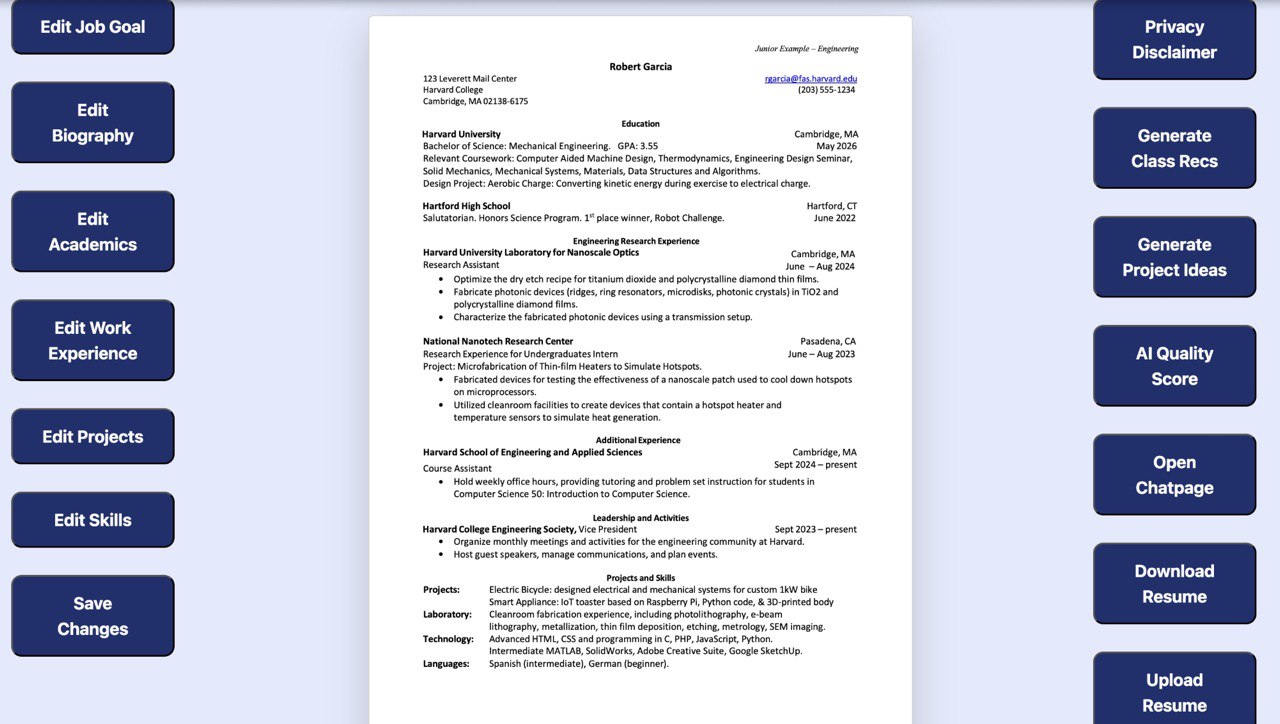 Edit Job Goal
Edit
Biography
Edit
Academics
Edit Work
Experience
Edit Projects
Edit Skills
Save
Changes
Junior Example – Engineering
Robert Garcia
123 Leverett Mail Center rgarcia@fas.harvard.edu
Harvard College (203) 555-1234
Cambridge, MA 02138-6175
Education
Harvard University Cambridge, MA
Bachelor of Science: Mechanical Engineering. GPA: 3.55 May 2026
Relevant Coursework: Computer Aided Machine Design, Thermodynamics, Engineering Design Seminar,
Solid Mechanics, Mechanical Systems, Materials, Data Structures and Algorithms.
Design Project: Aerobic Charge: Converting kinetic energy during exercise to electrical charge.
Hartford High School Hartford, CT
Salutatorian. Honors Science Program. 1st place winner, Robot Challenge. June 2022
Engineering Research Experience
Harvard University Laboratory for Nanoscale Optics Cambridge, MA
Research Assistant June – Aug 2024
• Optimize the dry etch recipe for titanium dioxide and polycrystalline diamond thin films.
• Fabricate photonic devices (ridges, ring resonators, microdisks, photonic crystals) in TiO2 and
polycrystalline diamond films.
• Characterize the fabricated photonic devices using a transmission setup.
National Nanotech Research Center Pasadena, CA
Research Experience for Undergraduates Intern June – Aug 2023
Project: Microfabrication of Thin-film Heaters to Simulate Hotspots.
• Fabricated devices for testing the effectiveness of a nanoscale patch used to cool down hotspots
on microprocessors.
• Utilized cleanroom facilities to create devices that contain a hotspot heater and
temperature sensors to simulate heat generation.
Additional Experience
Harvard School of Engineering and Applied Sciences Cambridge, MA
Course Assistant Sept 2024 – present
• Hold weekly office hours, providing tutoring and problem set instruction for students in
Computer Science 50: Introduction to Computer Science.
Leadership and Activities
Harvard College Engineering Society, Vice President Sept 2023 – present
• Organize monthly meetings and activities for the engineering community at Harvard.
• Host guest speakers, manage communications, and plan events.
Projects and Skills
Projects: Electric Bicycle: designed electrical and mechanical systems for custom 1kW bike
Smart Appliance: IoT toaster based on Raspberry Pi, Python code, & 3D-printed body
Laboratory: Cleanroom fabrication experience, including photolithography, e-beam
lithography, metallization, thin film deposition, etching, metrology, SEM imaging.
Technology: Advanced HTML, CSS and programming in C, PHP, JavaScript, Python.
Intermediate MATLAB, SolidWorks, Adobe Creative Suite, Google SketchUp.
Languages: Spanish (intermediate), German (beginner).
Privacy
Disclaimer
Generate
Class Recs
Generate
Project Ideas
AI Quality
Score
Open
Chatpage
Download
Resume
Upload
Resume